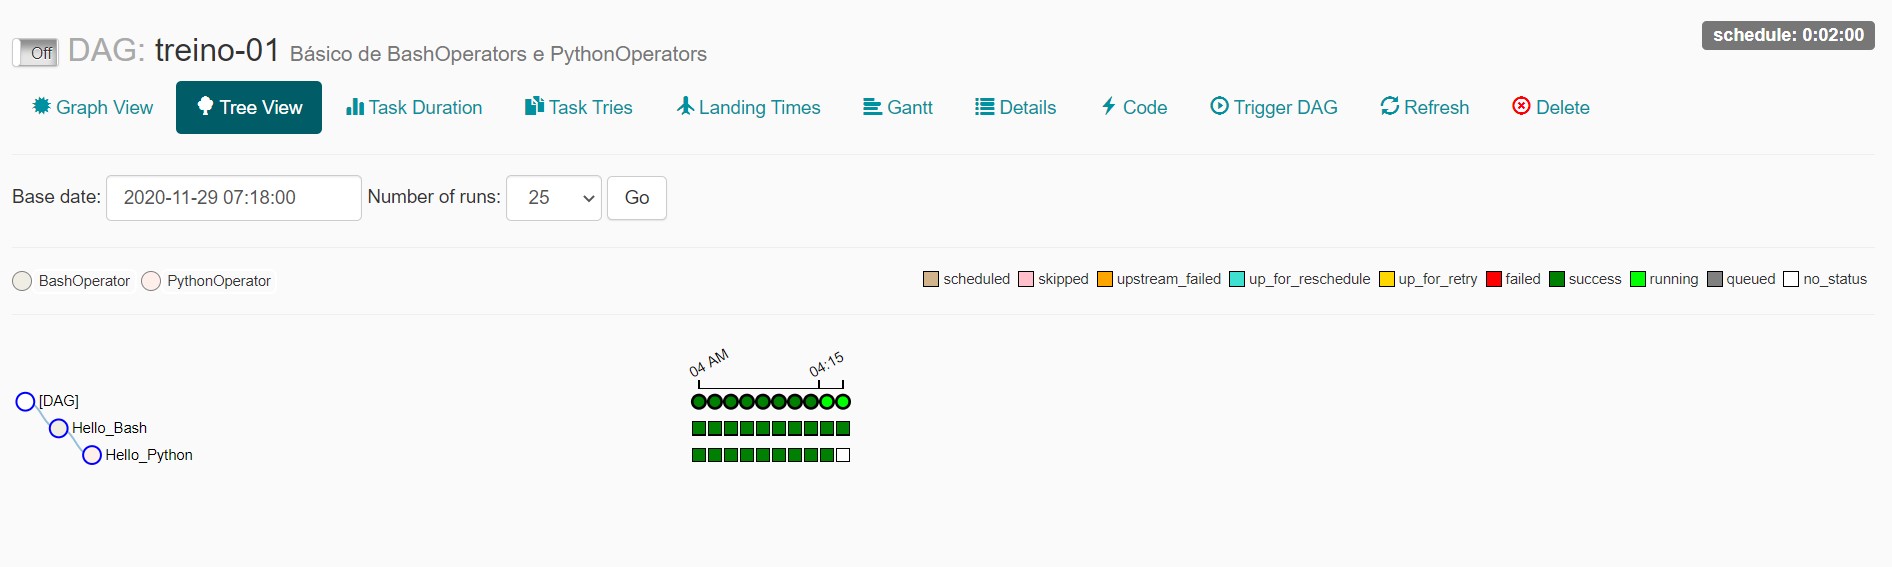 Off DAG: treino-01 Básico de BashOperators e PythonOperators schedule: 0:02:00
Graph View Tree View Task Duration Task Tries Landing Times Gantt Details Code Trigger DAG Refresh Delete
Base date: 2020-11-29 07:18:00 Number of runs: 25 Go
BashOperator PythonOperator scheduled skipped upstream_failed up_for_reschedule up_for_retry failed success running queued no_status
04 AM 04:15
[DAG]
Hello_Bash
Hello_Python